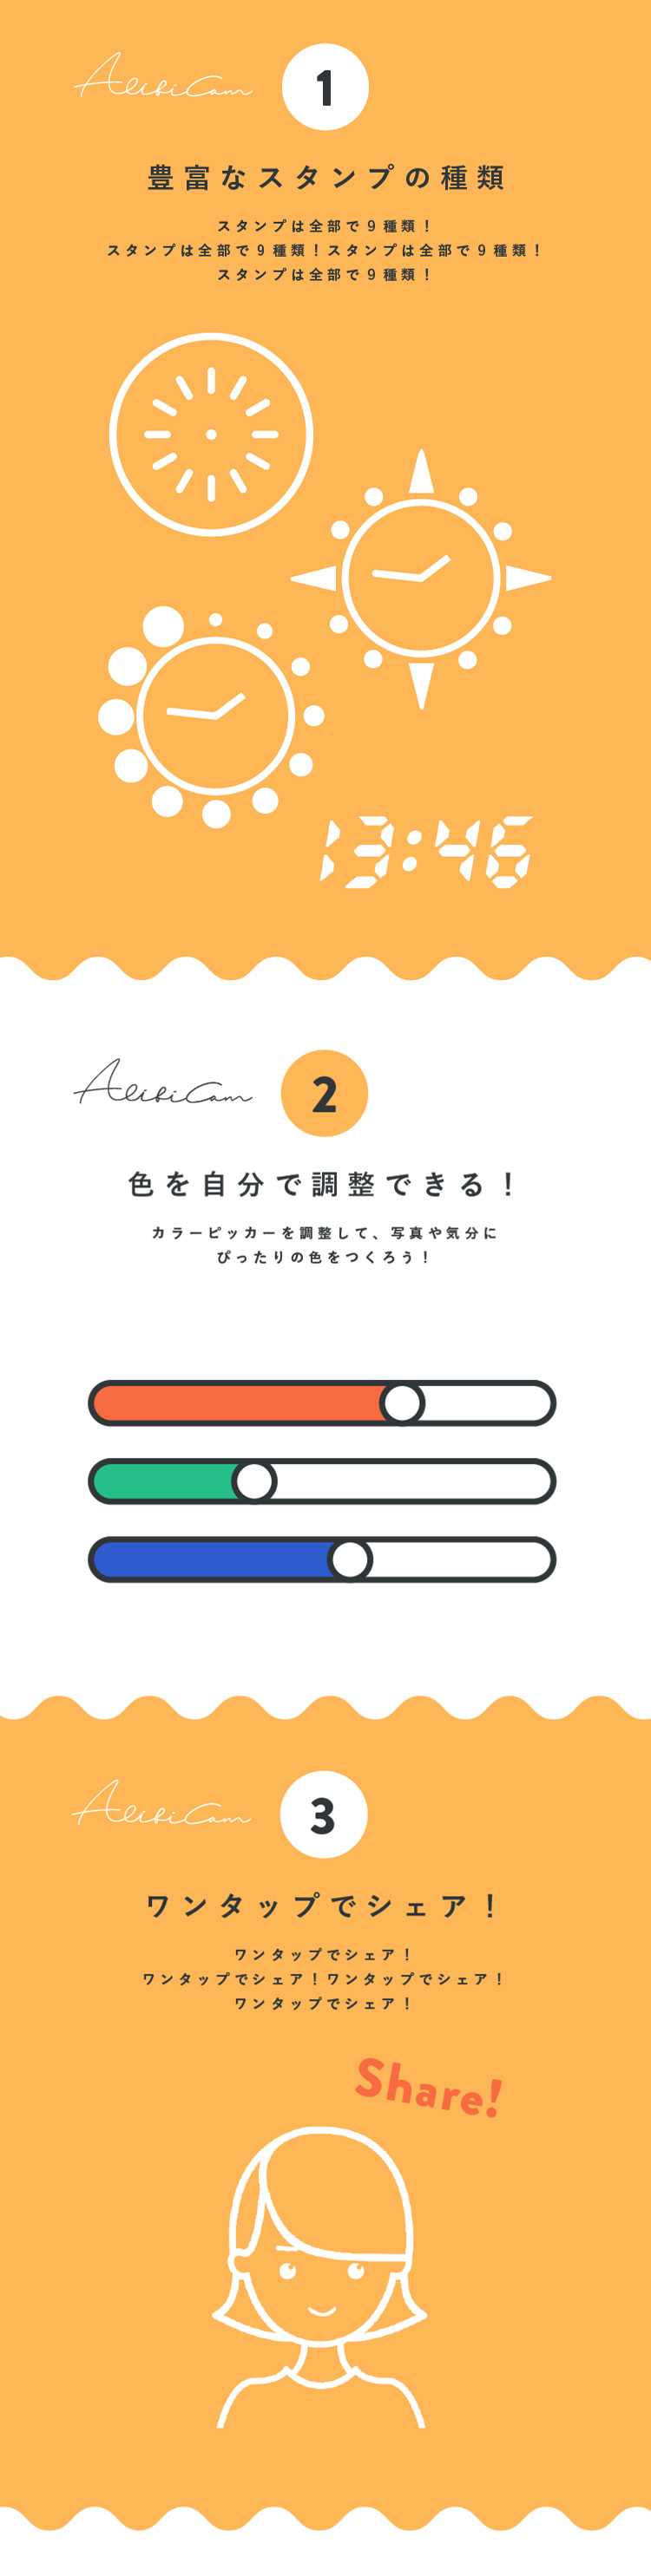 AlibiCam
1
豊富なスタンプの種類
スタンプは全部で9種類！
スタンプは全部で9種類！スタンプは全部で9種類！
スタンプは全部で9種類！
13:46
AlibiCam
2
色を自分で調整できる！
カラーピッカーを調整して、写真や気分に
ぴったりの色をつくろう！
AlibiCam
3
ワンタップでシェア！
ワンタップでシェア！
ワンタップでシェア！ワンタップでシェア！
ワンタップでシェア！
Share!